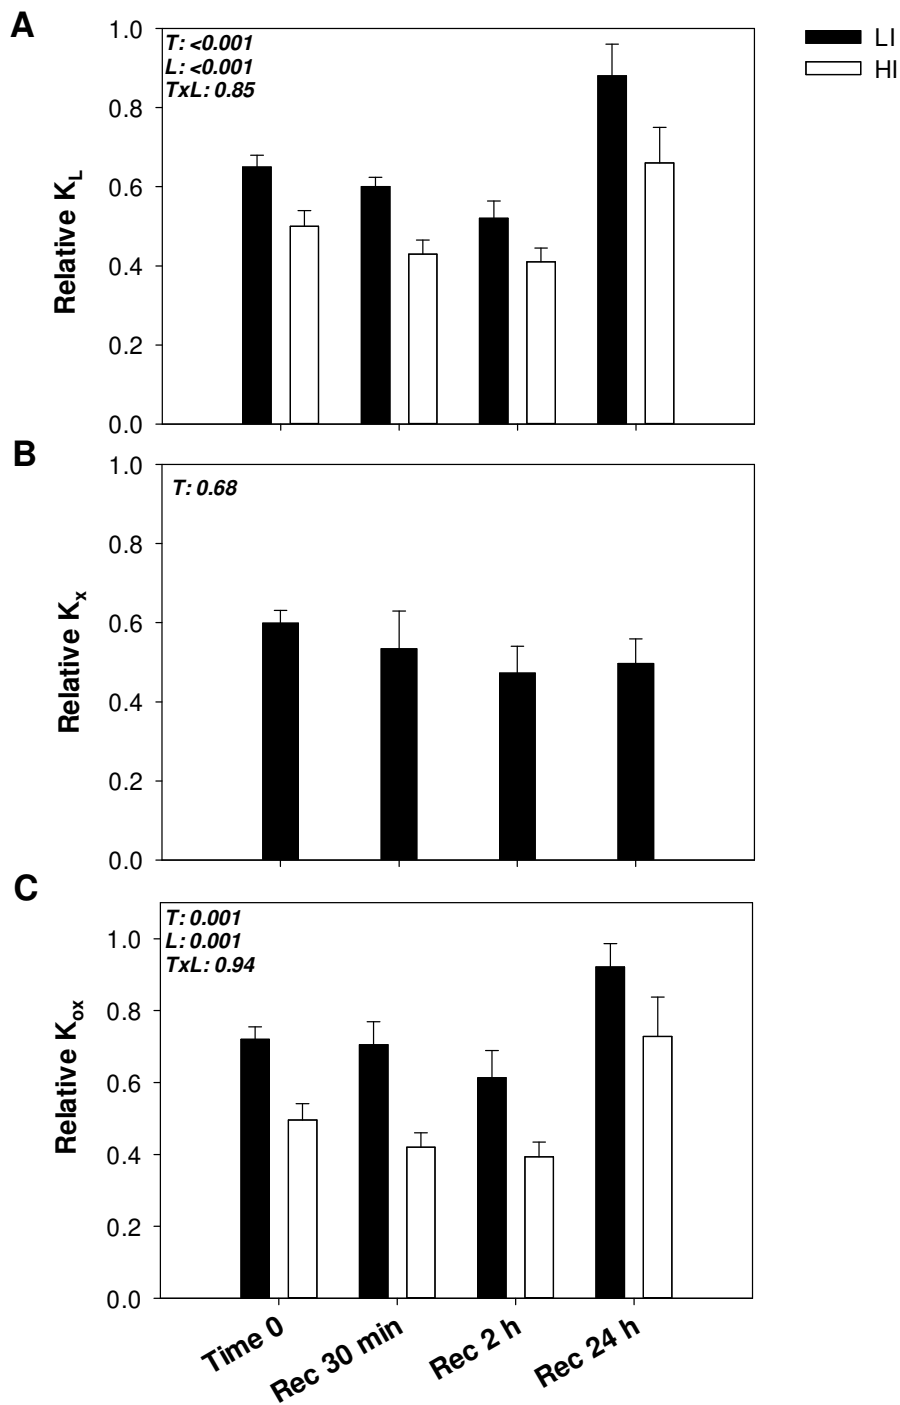 A
LI
HI
T: <0.001
L: <0.001
TxL: 0.85
Relative K_L
1.0
0.8
0.6
0.4
0.2
0.0
B
T: 0.68
Relative K_x
1.0
0.8
0.6
0.4
0.2
0.0
C
T: 0.001
L: 0.001
TxL: 0.94
Relative K_ox
1.0
0.8
0.6
0.4
0.2
0.0
Time 0
Rec 30 min
Rec 2 h
Rec 24 h